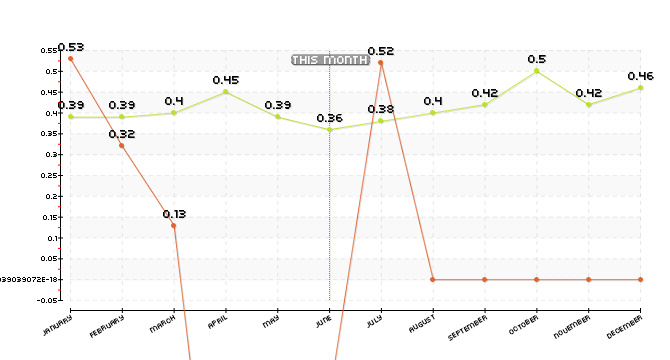 0.53
0.52
THIS MONTH
0.5
0.45
0.46
0.42
0.42
0.39
0.39
0.4
0.39
0.36
0.38
0.4
0.32
0.13
0.55
0.5
0.45
0.4
0.35
0.3
0.25
0.2
0.15
0.1
0.05
39039072E-18
-0.05
JANUARY
FEBRUARY
MARCH
APRIL
MAY
JUNE
JULY
AUGUST
SEPTEMBER
OCTOBER
NOVEMBER
DECEMBER